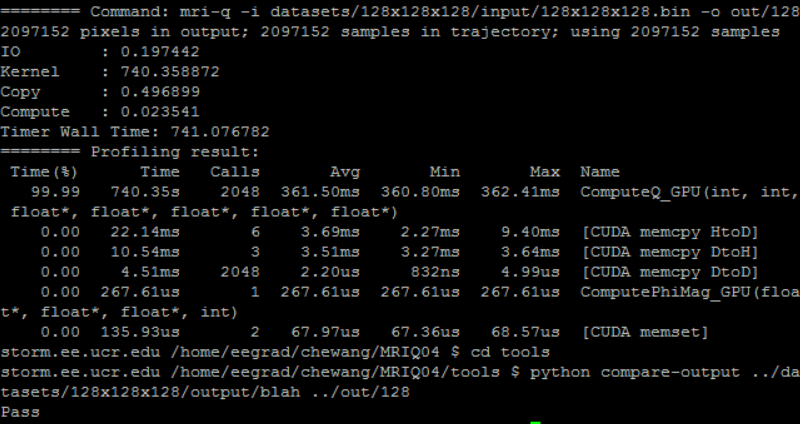 ======== Command: mri-q -i datasets/128x128x128/input/128x128x128.bin -o out/128
2097152 pixels in output; 2097152 samples in trajectory; using 2097152 samples
IO        : 0.197442
Kernel    : 740.358872
Copy      : 0.496899
Compute   : 0.023541
Timer Wall Time: 741.076782
======== Profiling result:
 Time(%)      Time     Calls       Avg       Min       Max  Name
   99.99   740.35s      2048  361.50ms  360.80ms  362.41ms  ComputeQ_GPU(int, int,
 float*, float*, float*, float*, float*)
    0.00   22.14ms         6    3.69ms    2.27ms    9.40ms  [CUDA memcpy HtoD]
    0.00   10.54ms         3    3.51ms    3.27ms    3.64ms  [CUDA memcpy DtoH]
    0.00    4.51ms      2048    2.20us     832ns    4.99us  [CUDA memcpy DtoD]
    0.00  267.61us         1  267.61us  267.61us  267.61us  ComputePhiMag_GPU(floa
t*, float*, float*, int)
    0.00  135.93us         2   67.97us   67.36us   68.57us  [CUDA memset]
storm.ee.ucr.edu /home/eegrad/chewang/MRIQ04 $ cd tools
storm.ee.ucr.edu /home/eegrad/chewang/MRIQ04/tools $ python compare-output ../da
tasets/128x128x128/output/blah ../out/128
Pass